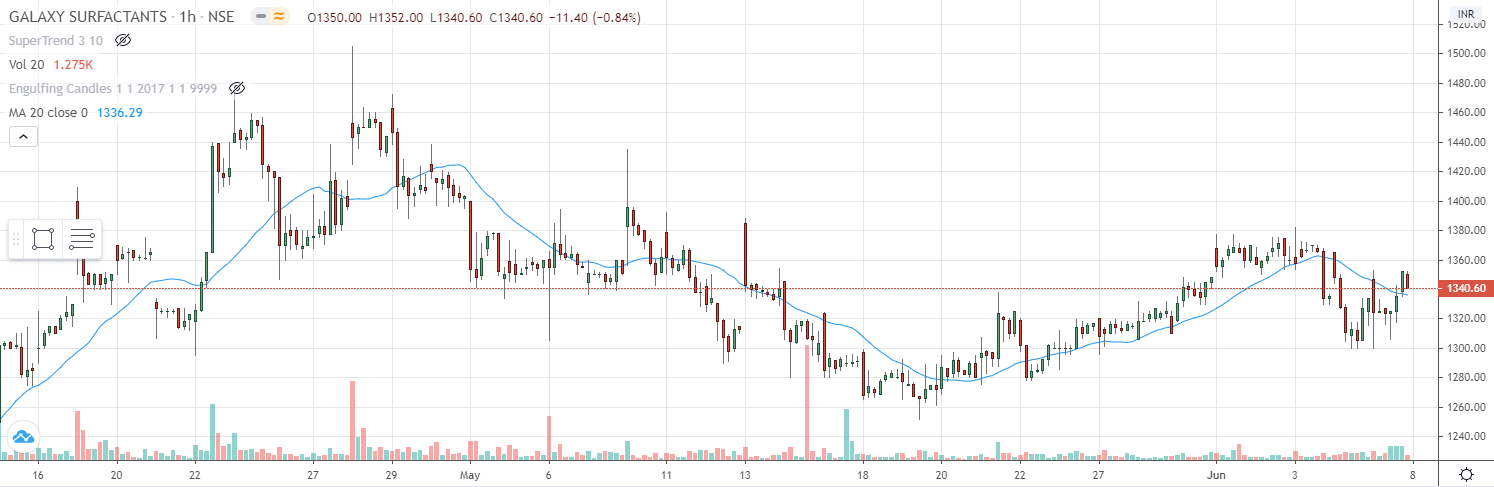 GALAXY SURFACTANTS · 1h · NSE O1350.00 H1352.00 L1340.60 C1340.60 −11.40 (−0.84%)
SuperTrend 3 10
Vol 20 1.275K
Engulfing Candles 1 1 2017 1 1 9999
MA 20 close 0 1336.29
INR
1520.00
1500.00
1480.00
1460.00
1440.00
1420.00
1400.00
1380.00
1360.00
1340.60
1320.00
1300.00
1280.00
1260.00
1240.00
16 20 22 27 29 May 6 11 13 18 20 22 27 Jun 3 8